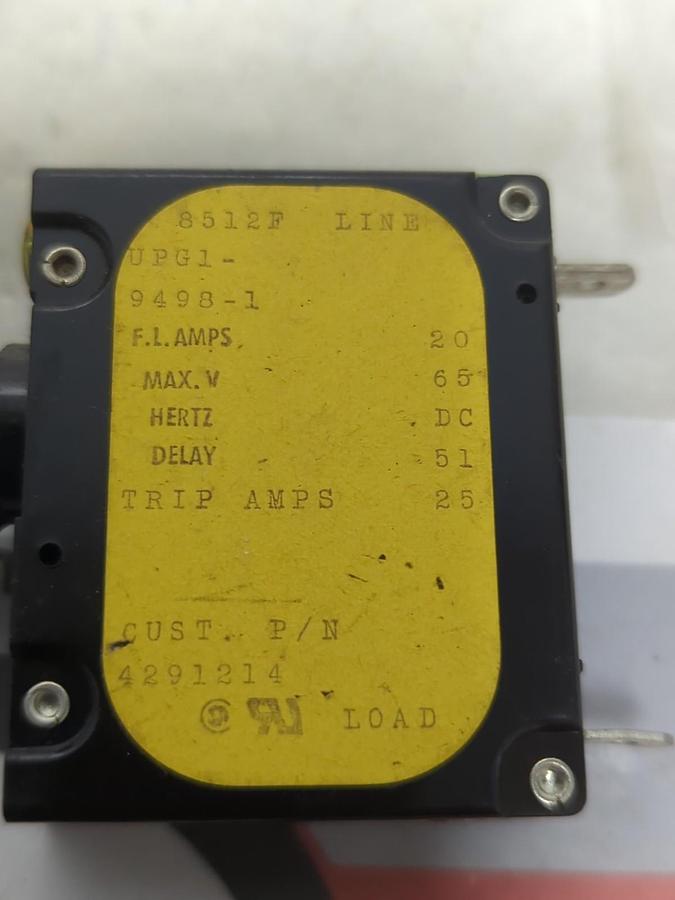 8512F LINE
UPG1-
9498-1
F.L.AMPS 20
MAX. V 65
HERTZ DC
DELAY 51
TRIP AMPS 25
CUST. P/N
4291214
LOAD